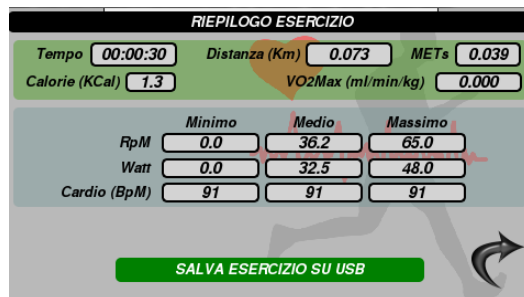 RIEPILOGO ESERCIZIO
Tempo 00:00:30 Distanza (Km) 0.073 METs 0.039
Calorie (KCal) 1.3 VO2Max (ml/min/kg) 0.000
Minimo Medio Massimo
RpM 0.0 36.2 65.0
Watt 0.0 32.5 48.0
Cardio (BpM) 91 91 91
SALVA ESERCIZIO SU USB